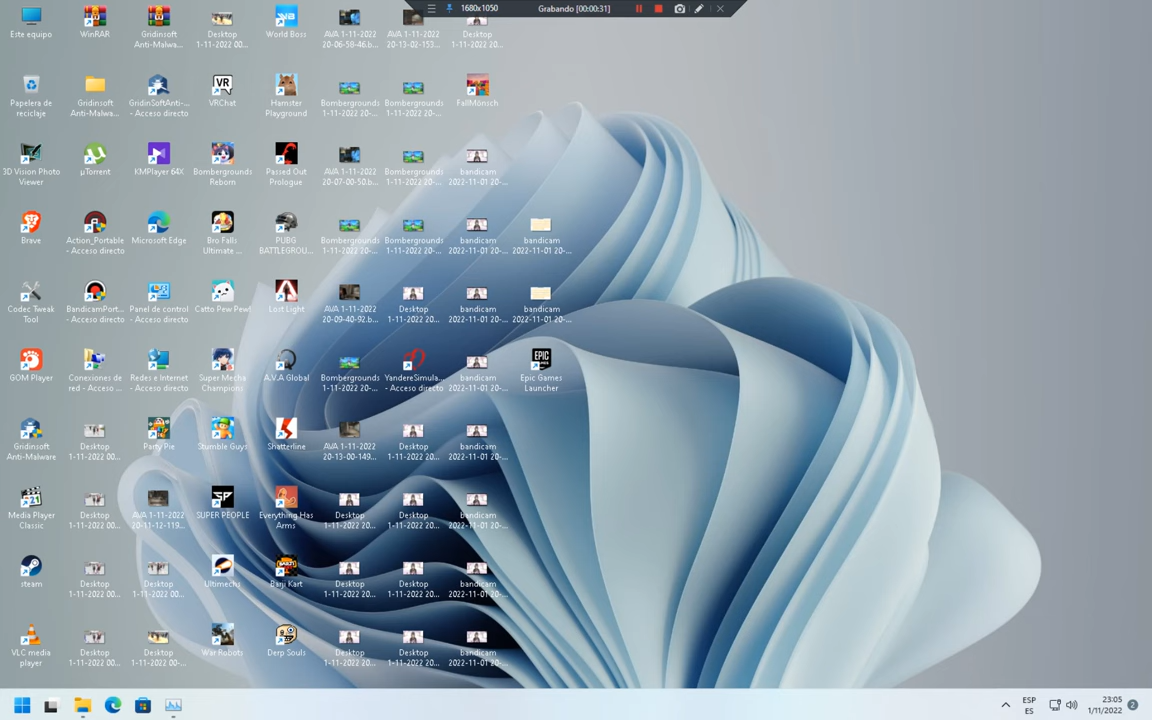 1680x1050
Grabando [00:00:31]
Este equipo
WinRAR
Gridinsoft
Anti-Malwa...
Desktop
1-11-2022 00...
World Boss
AVA 1-11-2022
20-06-58-46.b...
AVA 1-11-2022
20-13-02-153...
Desktop
1-11-2022 20...
Papelera de
reciclaje
Gridinsoft
Anti-Malwa...
GridinSoftAnti-...
- Acceso directo
VRChat
Hamster
Playground
Bombergrounds
1-11-2022 20-...
Bombergrounds
1-11-2022 20-...
FallMönsch
3D Vision Photo
Viewer
µTorrent
KMPlayer 64X
Bombergrounds
Reborn
Passed Out
Prologue
AVA 1-11-2022
20-07-00-50.b...
Bombergrounds
1-11-2022 20-...
bandicam
2022-11-01 20-...
Brave
Action_Portable
- Acceso directo
Microsoft Edge
Bro Falls
Ultimate ...
PUBG
BATTLEGROU...
Bombergrounds
1-11-2022 20-...
Bombergrounds
1-11-2022 20-...
bandicam
2022-11-01 20-...
bandicam
2022-11-01 20-...
Codec Tweak
Tool
BandicamPort...
- Acceso directo
Panel de control
- Acceso directo
Catto Pew Pew!
Lost Light
AVA 1-11-2022
20-09-40-92.b...
Desktop
1-11-2022 20...
bandicam
2022-11-01 20-...
bandicam
2022-11-01 20-...
GOM Player
Conexiones de
red - Acceso ...
Redes e Internet
- Acceso directo
Super Mecha
Champions
A.V.A Global
Bombergrounds
1-11-2022 20-...
YandereSimula...
- Acceso directo
bandicam
2022-11-01 20-...
Epic Games
Launcher
Gridinsoft
Anti-Malware
Desktop
1-11-2022 00...
Party Pie
Stumble Guys
Shatterline
AVA 1-11-2022
20-13-00-149...
Desktop
1-11-2022 20...
bandicam
2022-11-01 20-...
Media Player
Classic
Desktop
1-11-2022 00...
AVA 1-11-2022
20-11-12-119...
SUPER PEOPLE
Everything Has
Arms
Desktop
1-11-2022 20...
Desktop
1-11-2022 20...
bandicam
2022-11-01 20-...
steam
Desktop
1-11-2022 00...
Desktop
1-11-2022 00...
Ultimechs
Barji Kart
Desktop
1-11-2022 20...
Desktop
1-11-2022 20...
bandicam
2022-11-01 20-...
VLC media
player
Desktop
1-11-2022 00...
Desktop
1-11-2022 00-...
War Robots
Derp Souls
Desktop
1-11-2022 20...
Desktop
1-11-2022 20...
bandicam
2022-11-01 20-...
ESP
ES
23:05
1/11/2022
2